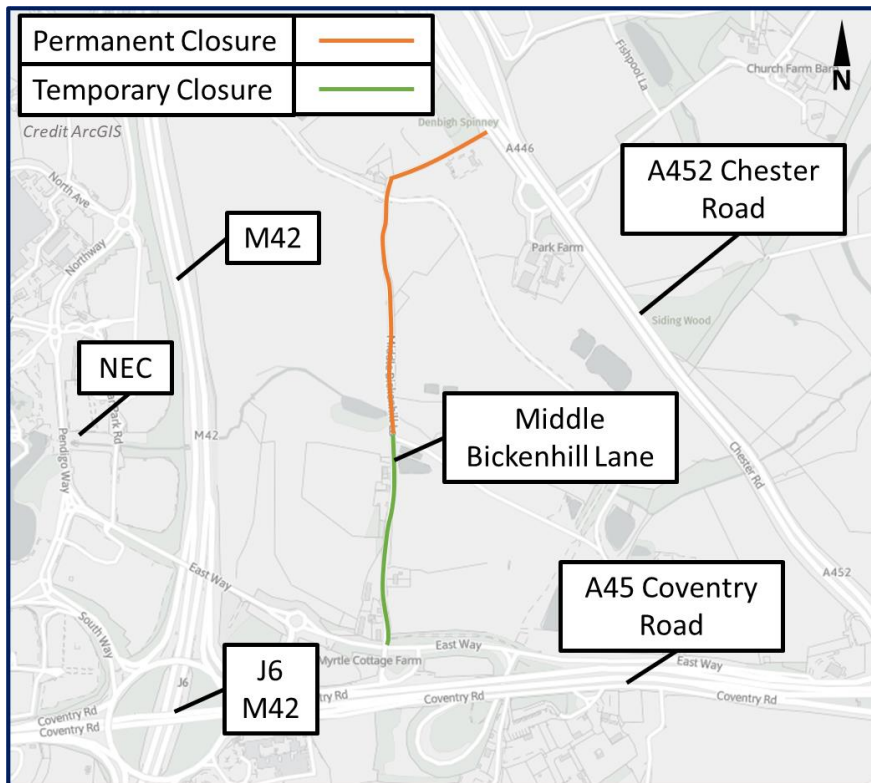 Permanent Closure
Temporary Closure
Credit ArcGIS
N
Fishpool La
Church Farm Barn
Denbigh Spinney
A446
A452 Chester
Road
North Ave
Northway
M42
Park Farm
Siding Wood
NEC
Park Rd
M42
Pendigo Way
Middle
Bickenhill Lane
Chester Rd
East Way
A45 Coventry
Road
A452
South Way
Myrtle Cottage Farm
East Way
East Way
J6
J6
M42
Coventry Rd
Coventry Rd
Coventry Rd
Coventry Rd
Coventry Rd